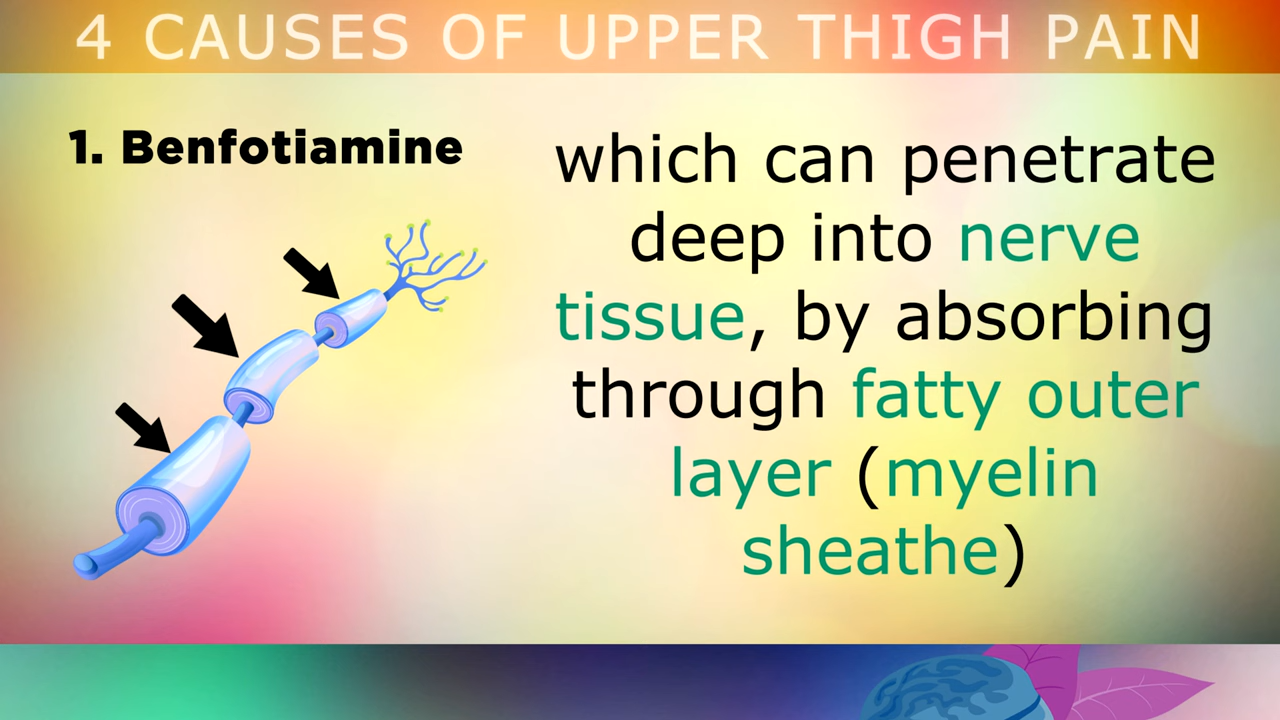 4 CAUSES OF UPPER THIGH PAIN
1. Benfotiamine
which can penetrate
deep into nerve
tissue, by absorbing
through fatty outer
layer (myelin
sheathe)